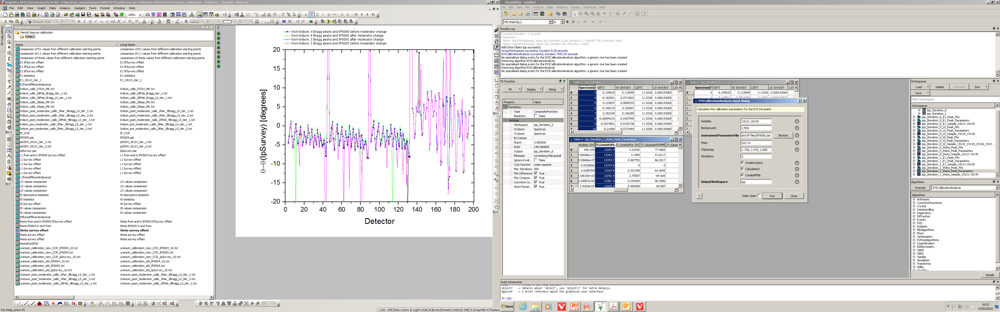 OriginPro 2015 (Government) 64-bit - E:\Neutron_computations\MANTID\Mantid Vesuvio Calibration 2015\Mantid Vesuvio calibration - /Folder1/ - [Graph9 - theta s]
File Edit View Graph Data Analysis Gadgets Tools Format Window Help
100%
Default: Arial
Project Explorer (1)
Mantid Vesuvio calibration
Folder1
Smart Hint Log
Name Long Name
comparison of E1 values from different calibration starting points comparison of E1 values from different calibration starting points
comparison of L1 values from different calibration starting points comparison of L1 values from different calibration starting points
comparison of theta values from different calibration starting points comparison of theta values from different calibration starting points
E1 IPSurvey offset E1 IPSurvey offset
E1 IPSurvey offset E1 IPSurvey offset
E1 IPSurvey offset E1 IPSurvey offset
E1 statistics E1 statistics
E1_18121_iter_1 E1_18121_iter_1
E1fromdifferentindiumcal
Indium_calib_07Oct_MK.txt Indium_calib_07Oct_MK.txt
Indium_calib_28Feb_Bragg_iter_1.txt Indium_calib_28Feb_Bragg_iter_1.txt
Indium_calib_28Feb_Bragg_L0_iter_1.txt Indium_calib_28Feb_Bragg_L0_iter_1.txt
Indium_calib_28sep_MK.txt Indium_calib_28sep_MK.txt
Indium_calib_29sep_MK.txt Indium_calib_29sep_MK.txt
Indium_post_moderator_calib_1Mar_3Bragg_L0_iter_1.txt Indium_post_moderator_calib_1Mar_3Bragg_L0_iter_1.txt
Indium_post_moderator_calib_1Mar_3Bragg_L0_iter_2.txt Indium_post_moderator_calib_1Mar_3Bragg_L0_iter_2.txt
Indium_post_moderator_calib_29Feb_4Bragg_L0_iter_1.txt Indium_post_moderator_calib_29Feb_4Bragg_L0_iter_1.txt
Indium_pre_moderator_calib_3Mar_3Bragg_L0_iter_1.txt Indium_pre_moderator_calib_3Mar_3Bragg_L0_iter_1.txt
Indium_pre_moderator_calib_3Mar_3Bragg_L0_iter_2.txt Indium_pre_moderator_calib_3Mar_3Bragg_L0_iter_2.txt
IP_CCR IP_CCR
IP0005.par IP0005.par
ip0504_18121_iter_1.txt ip0504_18121_iter_1.txt
ip0504_18121_iter_2.txt ip0504_18121_iter_2.txt
IpSurvey.par IpSurvey.par
L1 from and in IP0005 Survey offset L1 from and in IP0005 Survey offset
L1 Survey offest L1 Survey offest
L1 Survey offest L1 Survey offest
L1 Survey offest L1 Survey offest
L1 Survey offest L1 Survey offest
L1fromdifferentindiumcal
LO values comparison LO values comparison
LO values comparison LO values comparison
LO values comparison LO values comparison
t0 descriptive statistics t0 descriptive statistics
t0 statistics t0 statistics
t0 Survey offset t0 Survey offset
t0 values comparison t0 values comparison
t0 values comparison t0 values comparison
t0fromdifferentindiumcal
theta from and in IP0005 IPSurvey offset theta from and in IP0005 IPSurvey offset
theta IP0005 in and from theta IP0005 in and from
theta survey offset theta survey offset
theta survey offset theta survey offset
theta survey offset theta survey offset
thetafromIP00
uranium_calibration_new_CCR_IP0004_10.txt uranium_calibration_new_CCR_IP0004_10.txt
uranium_calibration_new_CCR_IP0005.txt uranium_calibration_new_CCR_IP0005.txt
uranium_calibration_new_CCR_IpSurvey_10.txt uranium_calibration_new_CCR_IpSurvey_10.txt
uranium_calibration_old_IP0004_10.txt uranium_calibration_old_IP0004_10.txt
uranium_calibration_old_IP0005.txt uranium_calibration_old_IP0005.txt
uranium_calibration_old_IpSurvey_10.txt uranium_calibration_old_IpSurvey_10.txt
Uranium_post_moderator_calib_1Mar_3Bragg_L0_iter_1.txt Uranium_post_moderator_calib_1Mar_3Bragg_L0_iter_1.txt
Uranium_post_moderator_calib_1Mar_3Bragg_L0_iter_2.txt Uranium_post_moderator_calib_1Mar_3Bragg_L0_iter_2.txt
Uranium_post_moderator_calib_29Feb_4Bragg_L0_iter_1.txt Uranium_post_moderator_calib_29Feb_4Bragg_L0_iter_1.txt
For Help, press F1
1
from Indium, 4 Bragg peaks and IP0005 before moderator change
from indium, 4 Bragg peaks and IP0005 after moderator change
from indium, 3 Bragg peaks and IP0005 after moderator change
from indium, 3 Bragg peaks and IP0005 before moderator change
θ-θ(IpSurvey) [degrees]
20
15
10
5
0
-5
-10
-15
-20
0 20 40 60 80 100 120 140 160 180 200
Detector
AU : ON Dark Colors & Light Grids 4:[Book2]Sheet1!Col(K1)[1:196] 1:[Graph9]1!4 Radian
MantidPlot - untitled
File Edit View Plot Analysis Table Windows Catalog Interfaces Help
MS Shell Dlg 2 8
Results Log
Execution Duration: -1 seconds
Parameters:
Name: InputWorkspaces, Value: ipp_Iteration_0,ipp_Iteration_1, Default?: No, Direction: Input
Name: OutputWorkspace, Value: ipp, Default?: No, Direction: Output
Add Data Object ipp successful
GroupWorkspaces successful, Duration 0.00 seconds
EVSCalibrationAnalysis successful, Duration 7943.20 seconds
No specialised dialog exists for the EVSCalibrationAnalysis algorithm: a generic one has been created
Removing algorithm EVSCalibrationAnalysis
No specialised dialog exists for the EVSCalibrationAnalysis algorithm: a generic one has been created
Removing algorithm EVSCalibrationAnalysis
No specialised dialog exists for the EVSCalibrationAnalysis algorithm: a generic one has been created
Fit Function
Fit Display Setup
Property Value
Functions
Type CompositeFunction
NumDeriv False
Settings
Workspace ipp_Iteration_0
XColumn Spectrum
YColumn Spectrum
ErrColumn
StartX 3.000000
EndX 198.000000
Output ipp_Iteration_0
Minimizer Levenberg-Marquardt
Ignore invali... False
Cost function Least squares
Max Iterations 500
Plot Difference True
Plot Composi... True
Convolve Co... True
Show Param... True
Table-2 - ipp_Iteration_1
Spectrum[X t0[Y] t0 Err[yEr] L0[Y] L0 Err[yEr] L1[Y
0 3 -0.109633 0.115845 11.0336 0.000193065
1 4 -0.182561 0.0714822 11.0336 0.000193065
2 5 0.129837 0.0509193 11.0336 0.000193065
3 6 -0.158219 0.183947 11.0336 0.000193065
4 7 0.252249 0.106289 11.0336 0.000193065
5 8 -0.00894233 0.0307545 11.0336 0.000193065
6 9 -0.0314561 0.0192738 11.0336 0.000193065
7 10 -0.21004 0.0772454 11.0336 0.000193065
Table-3 - ipp_Iteration_0
Spectrum[ t0[Y] t0 Err[yEr] L0[Y] L0 Err[yEr]
0 3 -0.109633 0.115845 11.0336 0.000193065
Table-4 - ipp_Iteration_1_theta_Peak_Parameters
ntzAmp Err[ f1.LorentzPo f1.LorentzPos Err[ f1.GaussianFWHM[ f1.Gaus
0 445.439 13281.9 3.22932 77.4065
1 '.04608e+11 13343.7 3.1954 67.0117
2 9.50686e-07 13379.7 0.487752 86.2817
3 0.0328006 13379.6 0 0
4 0.0285789 13347.5 0.331398 64.3045
5 '.18618e+10 13292.9 2.75557 -69.665
6 2.68567e-06 13381.4 0.291654 96.3586
7 2.4424e-07 13425.4 0.409365 60.587
EVSCalibrationAnalysis input dialog
Calculates the calibration parameters for the EVS intrument.
Samples 18121-18139
Background 17891
InstrumentParameterFile and IP files/IP0005.par Browse
Mass 207.19
DSpacings 1.750, 2.475, 2.858
Iterations 2
CreateOutput
CalculateL0
CreateIPFile
OutputWorkspace ipp
? Keep Open Run Close
Workspaces
Load Delete Ungroup Sort
Save
Filter Workspaces
Workspaces
ipp_Iteration_0
ipp_Iteration_1
ipp_Iteration_0_E1_Peak_Fits
ipp_Iteration_0_E1_Peak_Parameters
ipp_Iteration_0_E1_Sample_18121-18139
ipp_Iteration_0_L0_Peak_Fits
ipp_Iteration_0_L0_Peak_Parameters
ipp_Iteration_0_L0_Sample_19129_19130
ipp_Iteration_0_t0_Peak_Fits
ipp_Iteration_0_t0_Peak_Parameters
ipp_Iteration_0_t0_Sample_19132_19134_19136_1913...
ipp_Iteration_0_theta_Peak_Fits
ipp_Iteration_0_theta_Peak_Parameters
ipp_Iteration_0_theta_Sample_18121-18139
ipp_Iteration_1_E1_Peak_Fits
ipp_Iteration_1_E1_Peak_Parameters
ipp_Iteration_1_E1_Sample_18121-18139
ipp_Iteration_1_theta_Peak_Fits
ipp_Iteration_1_theta_Peak_Parameters
ipp_Iteration_1_theta_Sample_18121-18139
Algorithms
Execute EVSCalibrationAnalysis
Algorithms
Arithmetic
CorrectionFunctions
Crystal
DataHandling
Diagnostics
Diffraction
Events
ISIS
Inelastic
MDAlgorithms
Muon
Optimization
PythonAlgorithms
Quantification
Reflectometry
SANS
SINQ
Sample
Simulation
Transforms
Utility
Workflow
Details
Script Interpreter
object? -> Details about 'object', use 'object??' for extra details.
%guiref -> A brief reference about the graphical user interface.
In [1]:
Start
16:01
03/03/2016